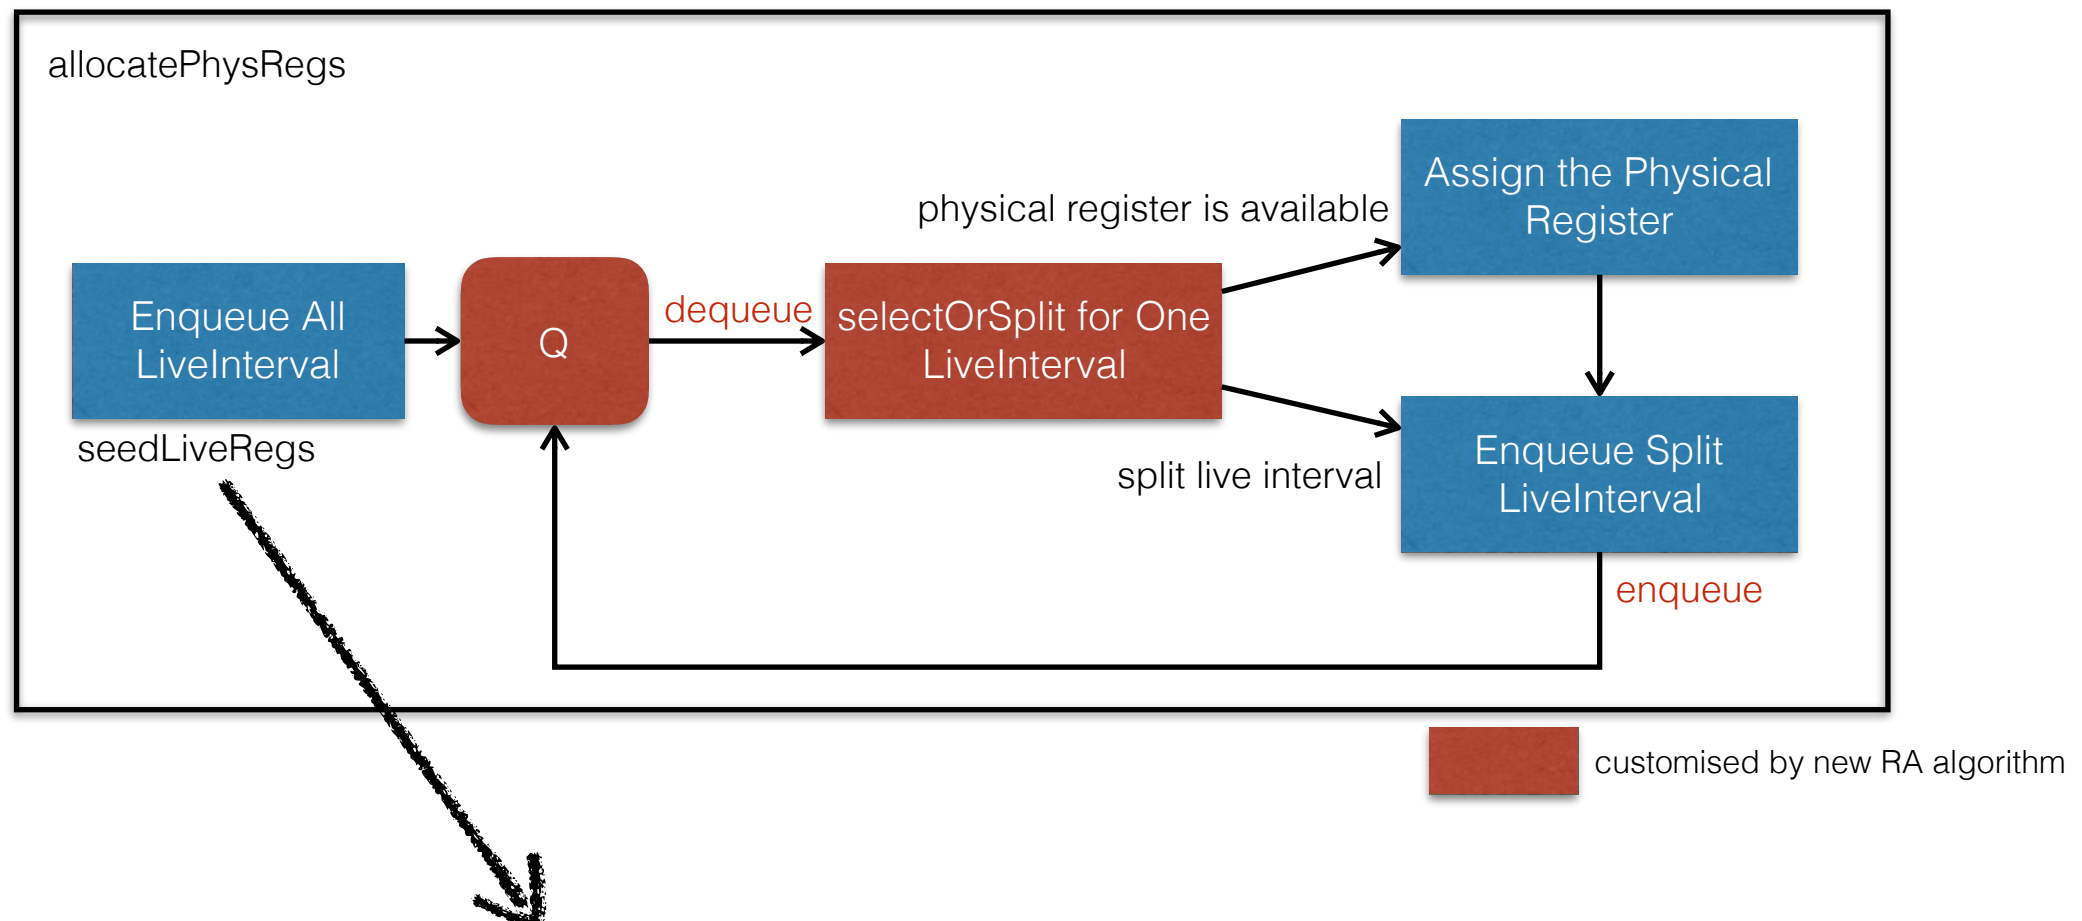 allocatePhysRegs
Enqueue All
LiveInterval
seedLiveRegs
Q
dequeue
selectOrSplit for One
LiveInterval
physical register is available
split live interval
Assign the Physical
Register
Enqueue Split
LiveInterval
enqueue
customised by new RA algorithm